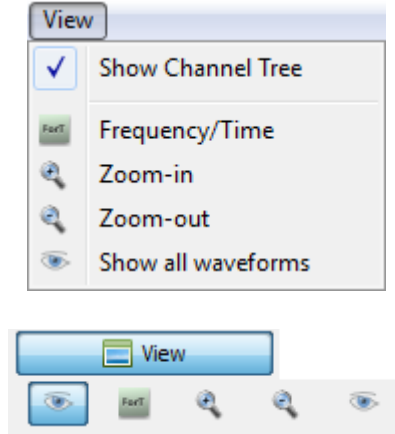 View
Show Channel Tree
ForT Frequency/Time
Zoom-in
Zoom-out
Show all waveforms
View
ForT